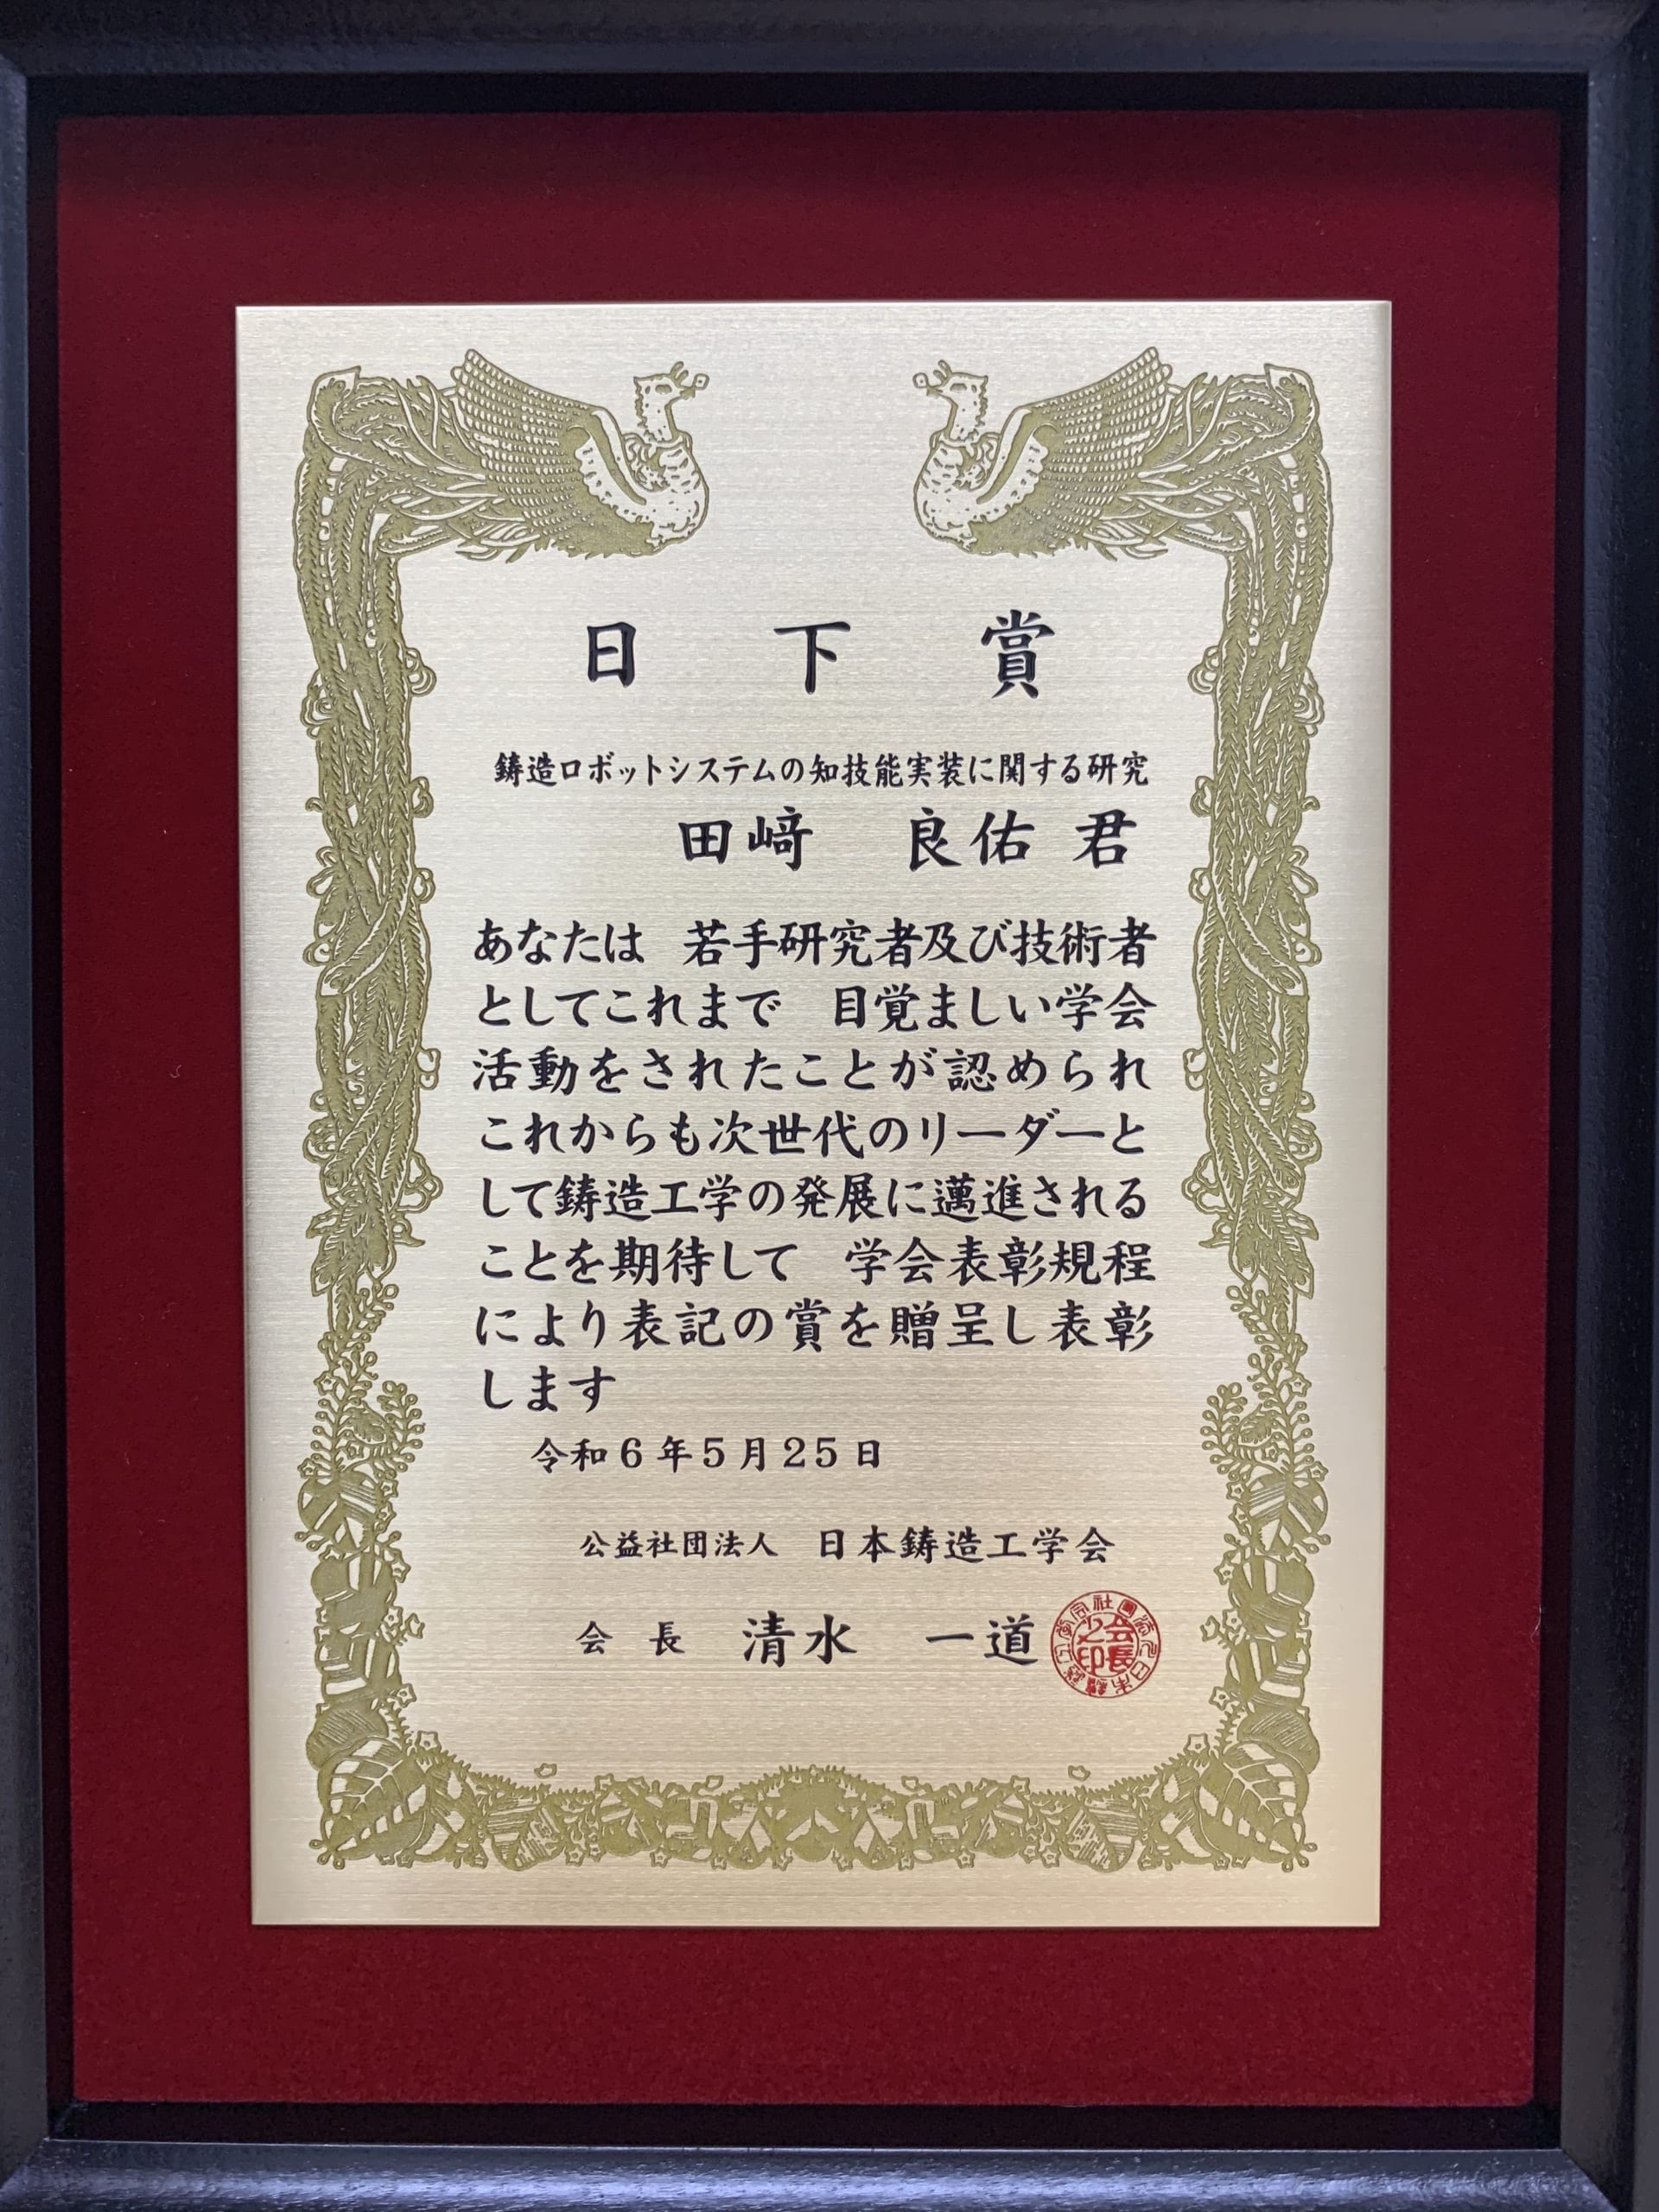 日下賞
鋳造ロボットシステムの知技能実装に関する研究
田﨑 良佑 君
あなたは 若手研究者及び技術者
としてこれまで 目覚ましい学会
活動をされたことが認められ
これからも次世代のリーダーと
して鋳造工学の発展に邁進される
ことを期待して 学会表彰規程
により表記の賞を贈呈し表彰
します
令和6年5月25日
公益社団法人 日本鋳造工学会
会長 清水 一道
会長之印